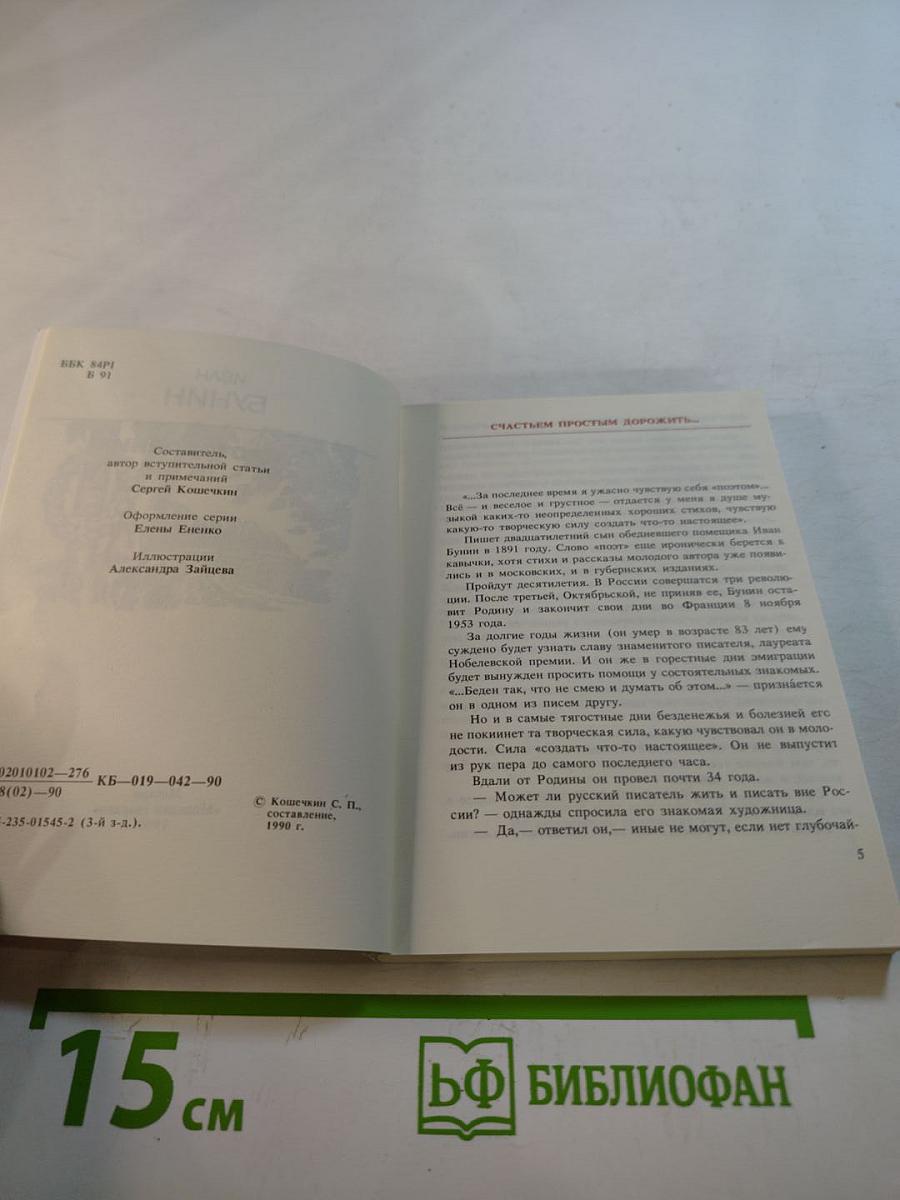 ББК 84Р1
Б 91
ИВАН
БУНИН
Составитель,
автор вступительной статьи
и примечаний
Сергей Кошечкин
Оформление серии
Елены Ененко
Иллюстрации
Александра Зайцева
02010102—276
8(02)—90
КБ—019—042—90
-235-01545-2 (3-й з-д.).
© Кошечкин С. П.,
составление,
1990 г.
СЧАСТЬЕМ ПРОСТЫМ ДОРОЖИТЬ...
«...За последнее время я ужасно чувствую себя «поэтом»...
Всё — и веселое и грустное — отдается у меня в душе му-
зыкой каких-то неопределенных хороших стихов, чувствую
какую-то творческую силу создать что-то настоящее».
Пишет двадцатилетний сын обедневшего помещика Иван
Бунин в 1891 году. Слово «поэт» еще иронически берется в
кавычки, хотя стихи и рассказы молодого автора уже появи-
лись и в московских, и в губернских изданиях.
Пройдут десятилетия. В России совершатся три револю-
ции. После третьей, Октябрьской, не приняв ее, Бунин оста-
вит Родину и закончит свои дни во Франции 8 ноября
1953 года.
За долгие годы жизни (он умер в возрасте 83 лет) ему
суждено будет узнать славу знаменитого писателя, лауреата
Нобелевской премии. И он же в горестные дни эмиграции
будет вынужден просить помощи у состоятельных знакомых.
«...Беден так, что не смею и думать об этом...» — призна́ется
он в одном из писем другу.
Но и в самые тягостные дни безденежья и болезней его
не покиинет та творческая сила, какую чувствовал он в моло-
дости. Сила «создать что-то настоящее». Он не выпустит
из рук пера до самого последнего часа.
Вдали от Родины он провел почти 34 года.
— Может ли русский писатель жить и писать вне Рос-
сии? — однажды спросила его знакомая художница.
— Да,— ответил он,— иные не могут, если нет глубочай-
5
15 см
ЬФ БИБЛИОФАН